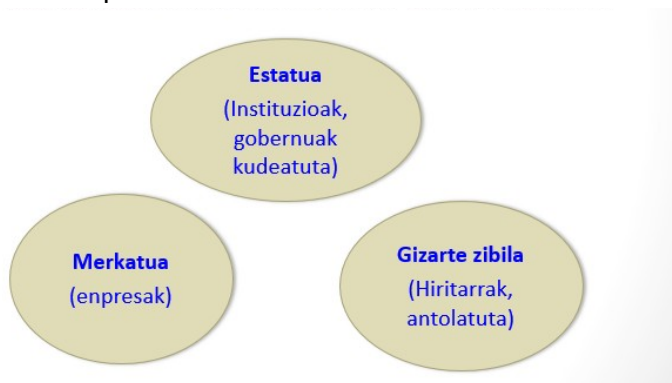 Estatua
(Instituzioak,
gobernuak
kudeatuta)
Merkatua
(enpresak)
Gizarte zibila
(Hiritarrak,
antolatuta)